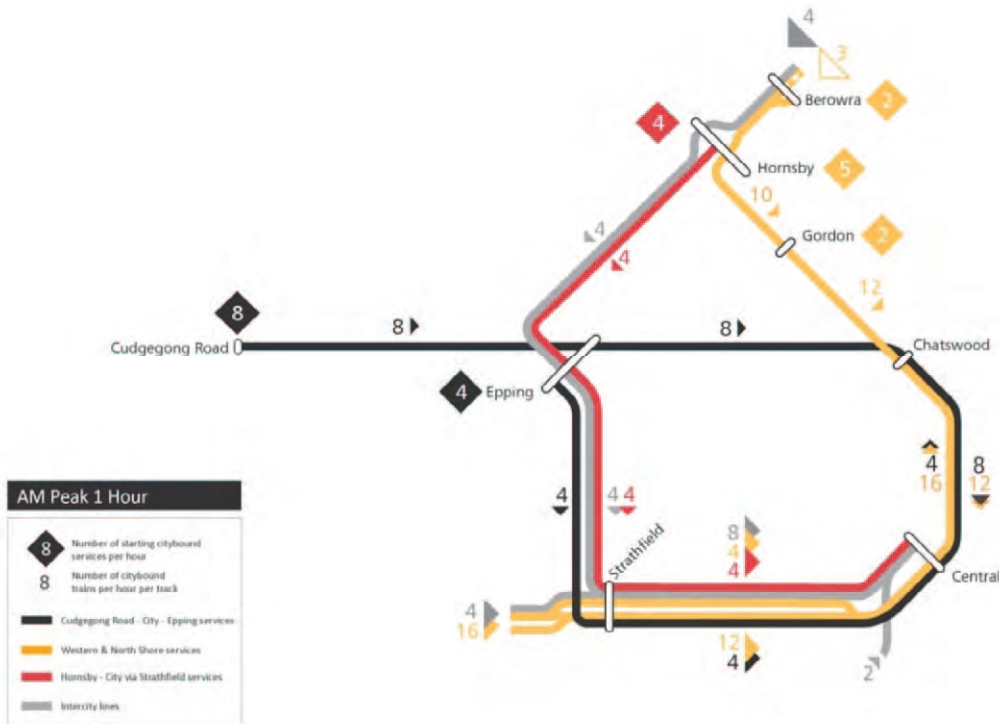 4
3
Berowra 2
4
Hornsby 5
10
Gordon 2
4
4
12
8
8
8
Cudgegong Road
Chatswood
4 Epping
4
16
8
12
AM Peak 1 Hour
8 Number of starting citybound
services per hour
8 Number of citybound
trains per hour per track
Cudgegong Road - City - Epping services
Western & North Shore services
Hornsby - City via Strathfield services
Intercity lines
4
4 4
Strathfield
8
4
4
Central
4
16
12
4
2